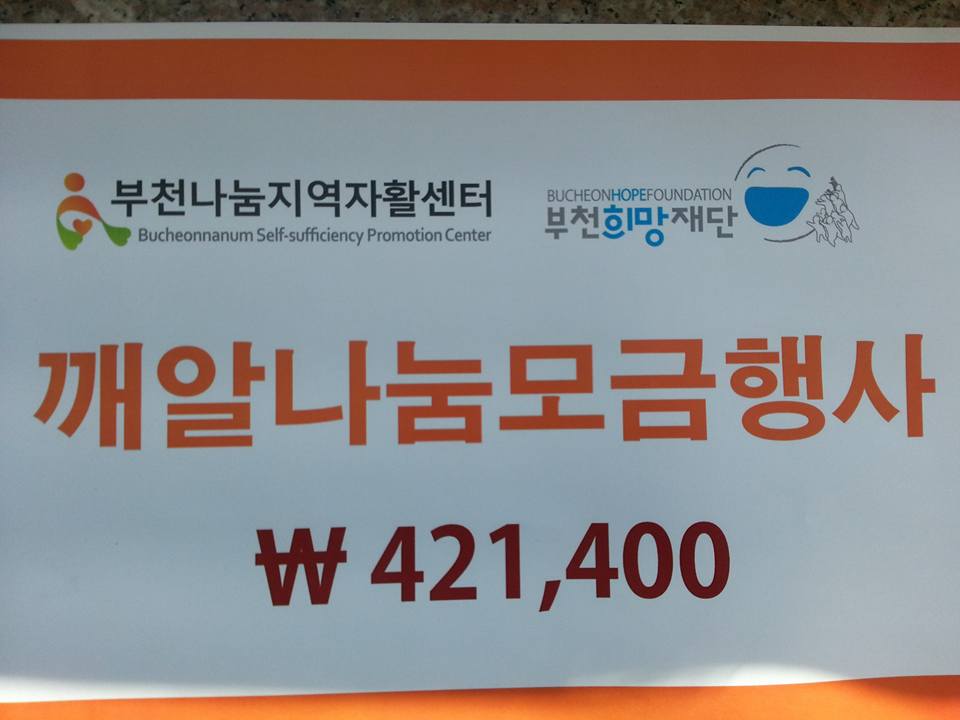 부천나눔지역자활센터
Bucheonnanum Self-sufficiency Promotion Center
BUCHEONHOPEFOUNDATION
부천희망재단
깨알나눔모금행사
₩ 421,400